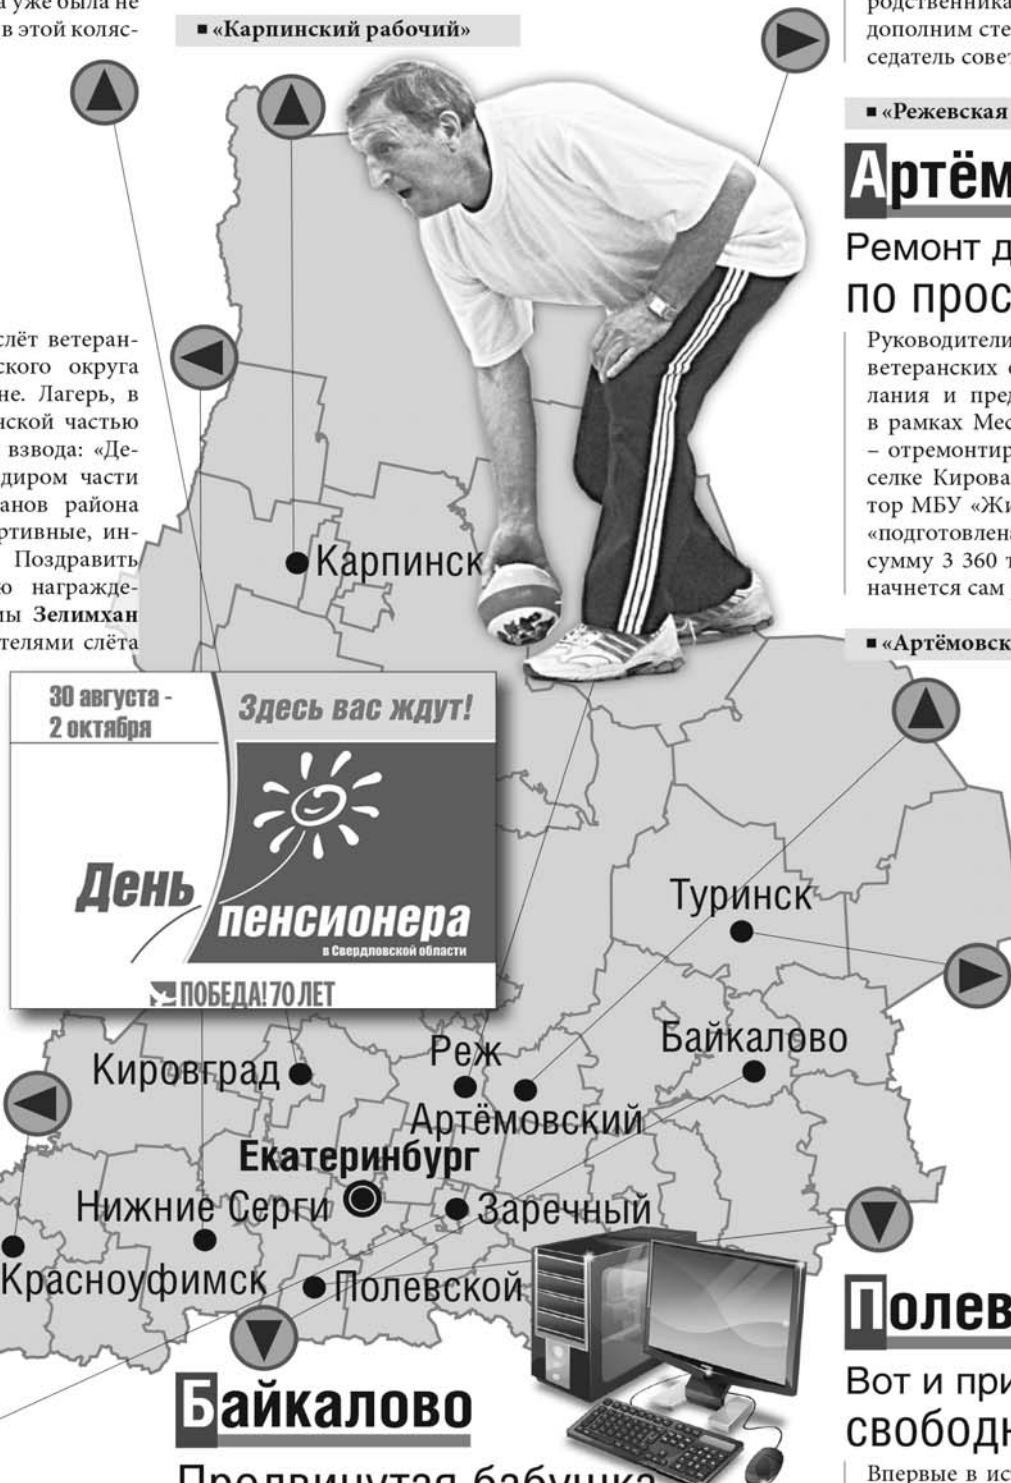 а уже была не
в этой коляс-
■ «Карпинский рабочий»
слёт ветеран-
ского округа
не. Лагерь, в
нской частью
взвода: «Де-
диром части
анов района
ртивные, ин-
Поздравить
ю награжде-
мы Зелимхан
телями слёта
родственника
дополним сте
седатель совет
■ «Режевская
Артём
Ремонт д
по прос
Руководители
ветеранских
лания и пред
в рамках Мес
– отремонтир
селке Кирова
тор МБУ «Жи
«подготовлена
сумму 3 360 т
начнется сам
■ «Артёмовск
Карпинск
30 августа -
2 октября
Здесь вас ждут!
День
пенсионера
в Свердловской области
ПОБЕДА! 70 ЛЕТ
Туринск
Байкалово
Кировград
Реж
Артёмовский
Екатеринбург
Нижние Серги
Заречный
Красноуфимск
Полевской
Байкалово
Продвинутая бабушка
Полев
Вот и при
свободн
Впервые в ис